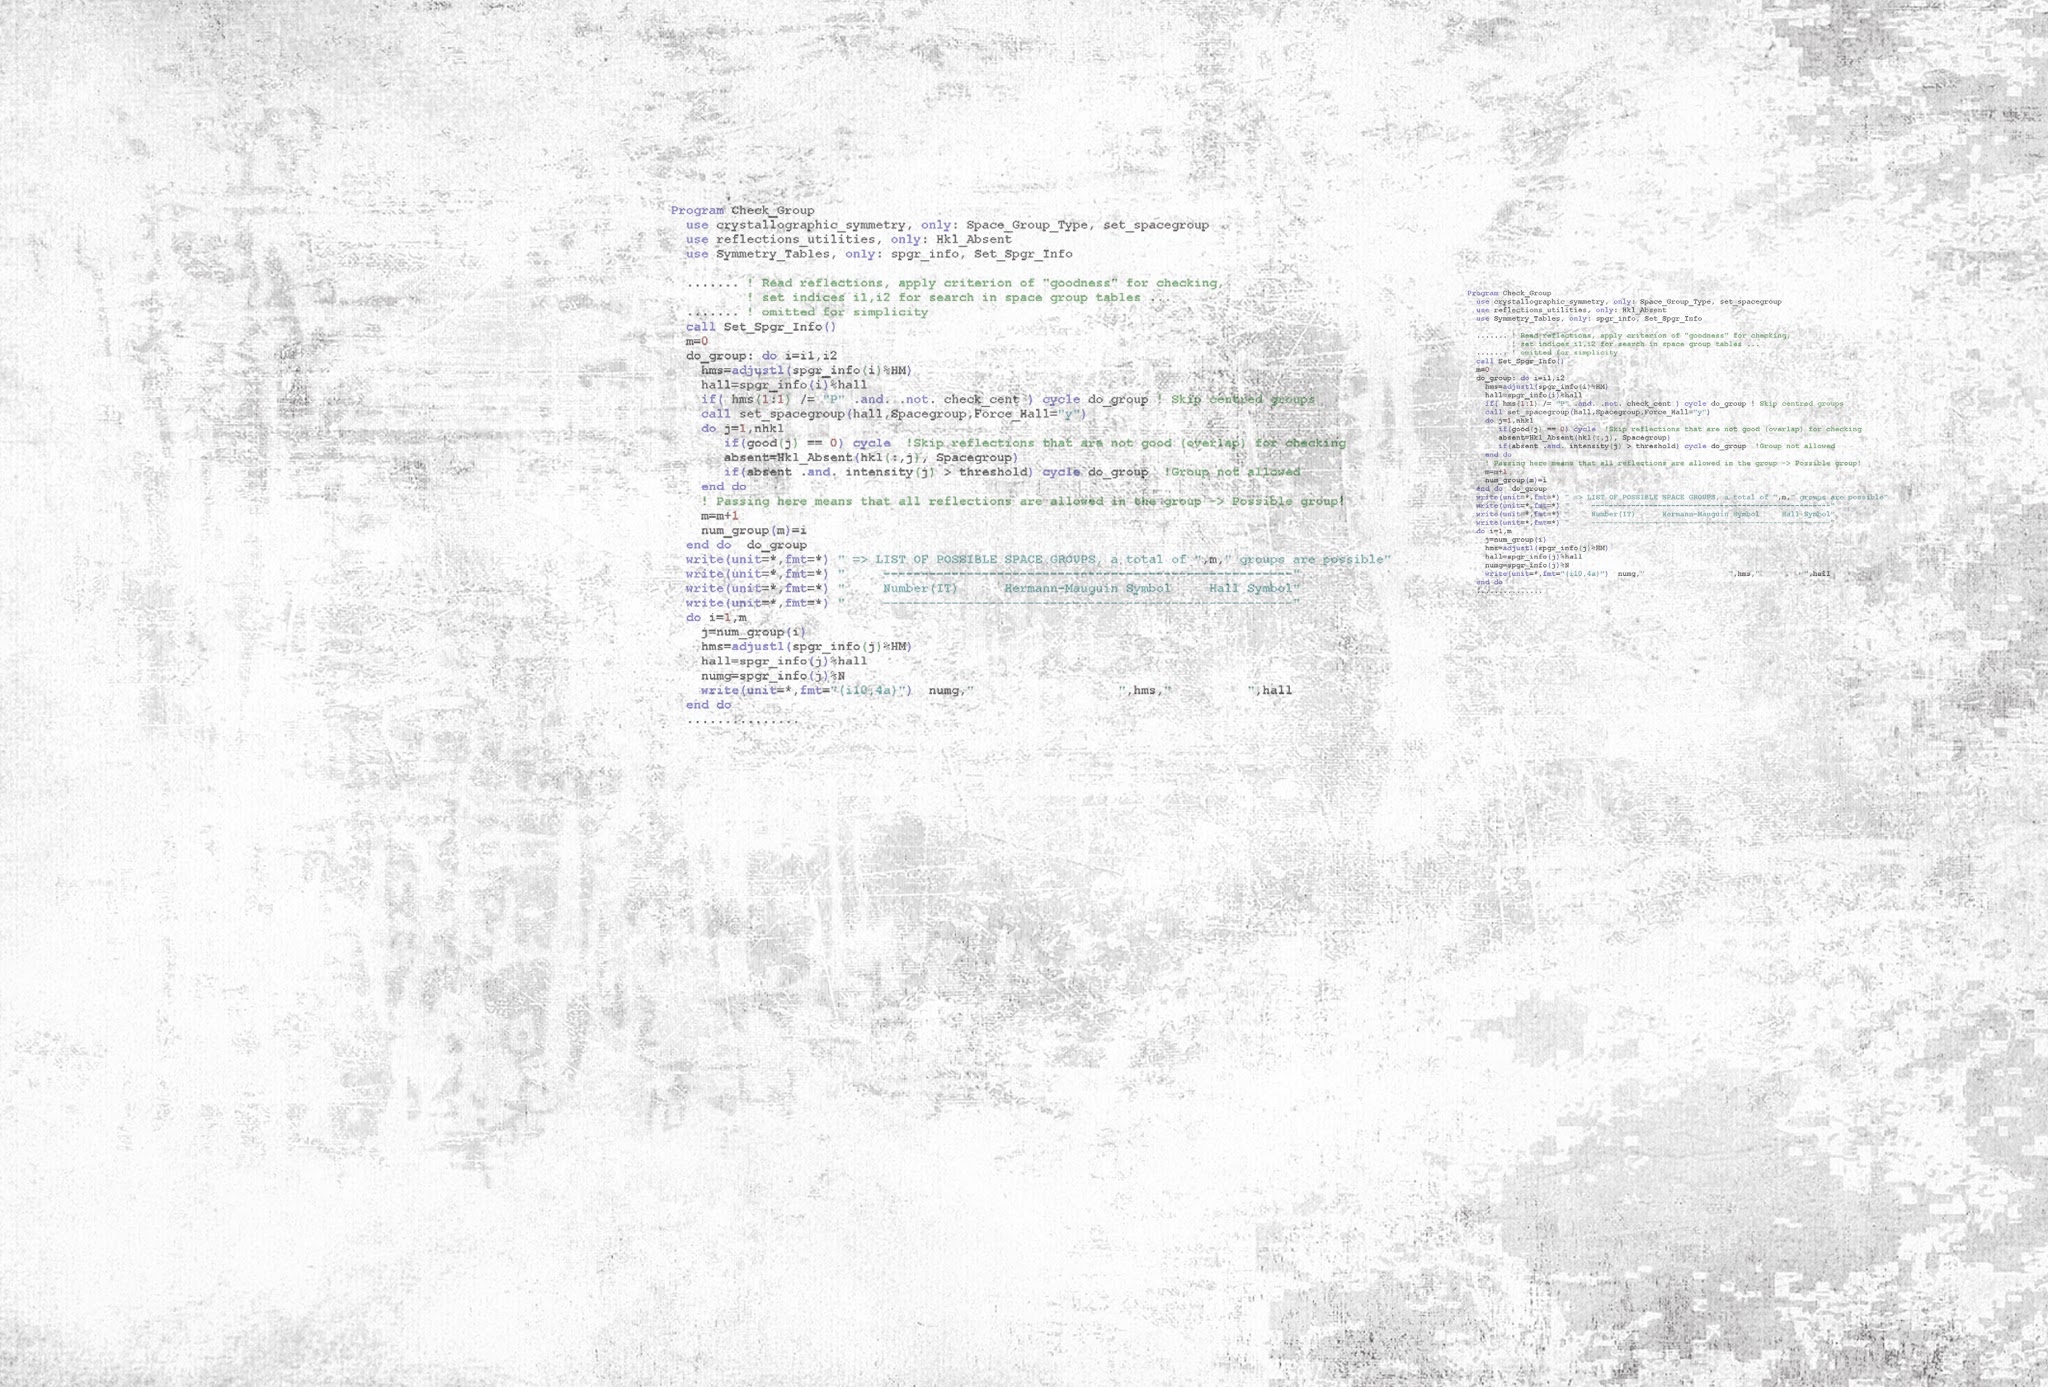 Program Check_Group
  use crystallographic_symmetry, only: Space_Group_Type, set_spacegroup
  use reflections_utilities, only: Hkl_Absent
  use Symmetry_Tables, only: spgr_info, Set_Spgr_Info
  ....... ! Read reflections, apply criterion of "goodness" for checking,
          ! set indices i1,i2 for search in space group tables ...
  ....... ! omitted for simplicity
  call Set_Spgr_Info()
  m=0
  do_group: do i=i1,i2
    hms=adjustl(spgr_info(i)%HM)
    hall=spgr_info(i)%hall
    if( hms(1:1) /= "P" .and. .not. check_cent ) cycle do_group ! Skip centred groups
    call set_spacegroup(hall,Spacegroup,Force_Hall="y")
    do j=1,nhkl
       if(good(j) == 0) cycle  !Skip reflections that are not good (overlap) for checking
       absent=Hkl_Absent(hkl(:,j), Spacegroup)
       if(absent .and. intensity(j) > threshold) cycle do_group  !Group not allowed
    end do
    ! Passing here means that all reflections are allowed in the group -> Possible group!
    m=m+1
    num_group(m)=i
  end do  do_group
  write(unit=*,fmt=*) " => LIST OF POSSIBLE SPACE GROUPS, a total of ",m," groups are possible"
  write(unit=*,fmt=*) "     ------------------------------------------------------"
  write(unit=*,fmt=*) "     Number(IT)      Hermann-Mauguin Symbol     Hall Symbol"
  write(unit=*,fmt=*) "     ------------------------------------------------------"
  do i=1,m
    j=num_group(i)
    hms=adjustl(spgr_info(j)%HM)
    hall=spgr_info(j)%hall
    numg=spgr_info(j)%N
    write(unit=*,fmt="(i10,4a)")  numg,"                   ",hms,"          ",hall
  end do
  ...............
Program Check_Group
  use crystallographic_symmetry, only: Space_Group_Type, set_spacegroup
  use reflections_utilities, only: Hkl_Absent
  use Symmetry_Tables, only: spgr_info, Set_Spgr_Info
  ....... ! Read reflections, apply criterion of "goodness" for checking,
          ! set indices i1,i2 for search in space group tables ...
  ....... ! omitted for simplicity
  call Set_Spgr_Info()
  m=0
  do_group: do i=i1,i2
    hms=adjustl(spgr_info(i)%HM)
    hall=spgr_info(i)%hall
    if( hms(1:1) /= "P" .and. .not. check_cent ) cycle do_group ! Skip centred groups
    call set_spacegroup(hall,Spacegroup,Force_Hall="y")
    do j=1,nhkl
       if(good(j) == 0) cycle  !Skip reflections that are not good (overlap) for checking
       absent=Hkl_Absent(hkl(:,j), Spacegroup)
       if(absent .and. intensity(j) > threshold) cycle do_group  !Group not allowed
    end do
    ! Passing here means that all reflections are allowed in the group -> Possible group!
    m=m+1
    num_group(m)=i
  end do  do_group
  write(unit=*,fmt=*) " => LIST OF POSSIBLE SPACE GROUPS, a total of ",m," groups are possible"
  write(unit=*,fmt=*) "     ------------------------------------------------------"
  write(unit=*,fmt=*) "     Number(IT)      Hermann-Mauguin Symbol     Hall Symbol"
  write(unit=*,fmt=*) "     ------------------------------------------------------"
  do i=1,m
    j=num_group(i)
    hms=adjustl(spgr_info(j)%HM)
    hall=spgr_info(j)%hall
    numg=spgr_info(j)%N
    write(unit=*,fmt="(i10,4a)")  numg,"                   ",hms,"          ",hall
  end do
  ...............